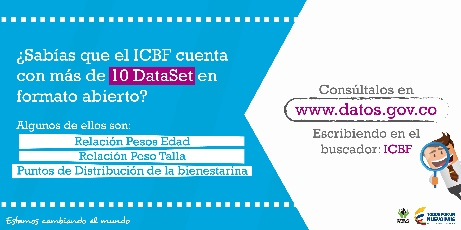 ¿Sabías que el ICBF cuenta
con más de 10 DataSet en
formato abierto?
Algunos de ellos son:
Relación Pesos Edad
Relación Peso Talla
Puntos de Distribución de la bienestarina
Estamos cambiando el mundo
Consúltalos en
www.datos.gov.co
Escribiendo en el
buscador: ICBF